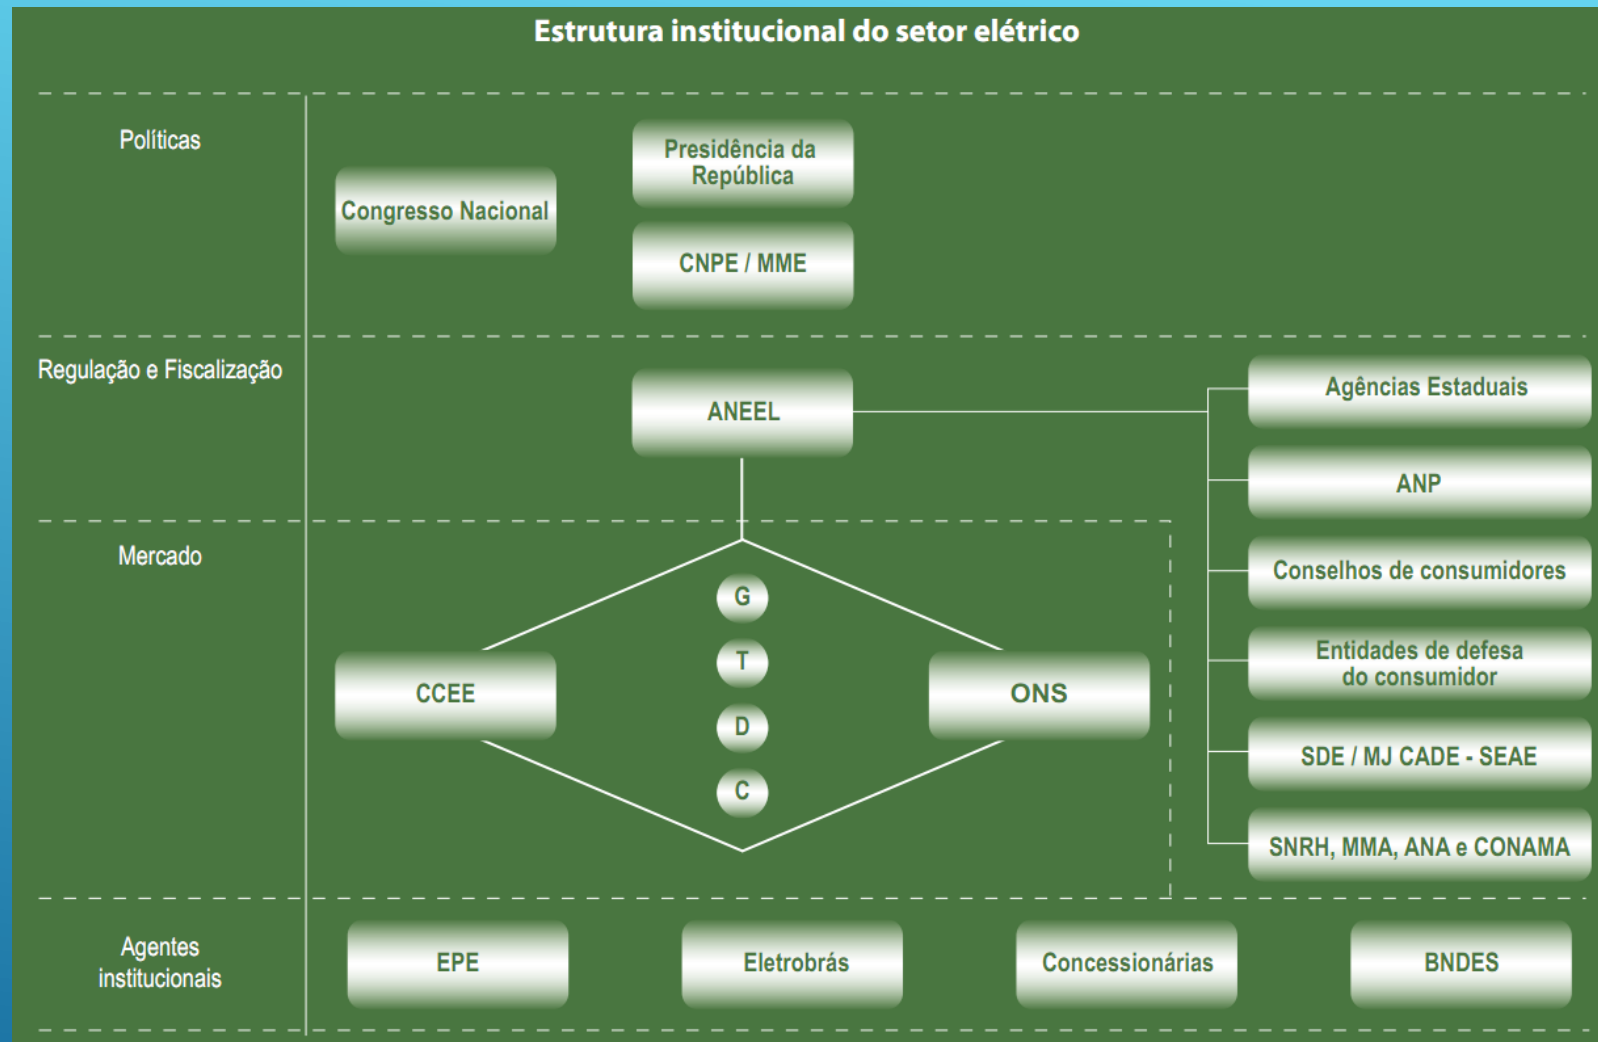 Estrutura institucional do setor elétrico
Políticas
Congresso Nacional
Presidência da
República
CNPE / MME
Regulação e Fiscalização
ANEEL
Agências Estaduais
ANP
Conselhos de consumidores
Entidades de defesa
do consumidor
SDE / MJ CADE - SEAE
SNRH, MMA, ANA e CONAMA
Mercado
G
T
D
C
CCEE
ONS
Agentes
institucionais
EPE
Eletrobrás
Concessionárias
BNDES